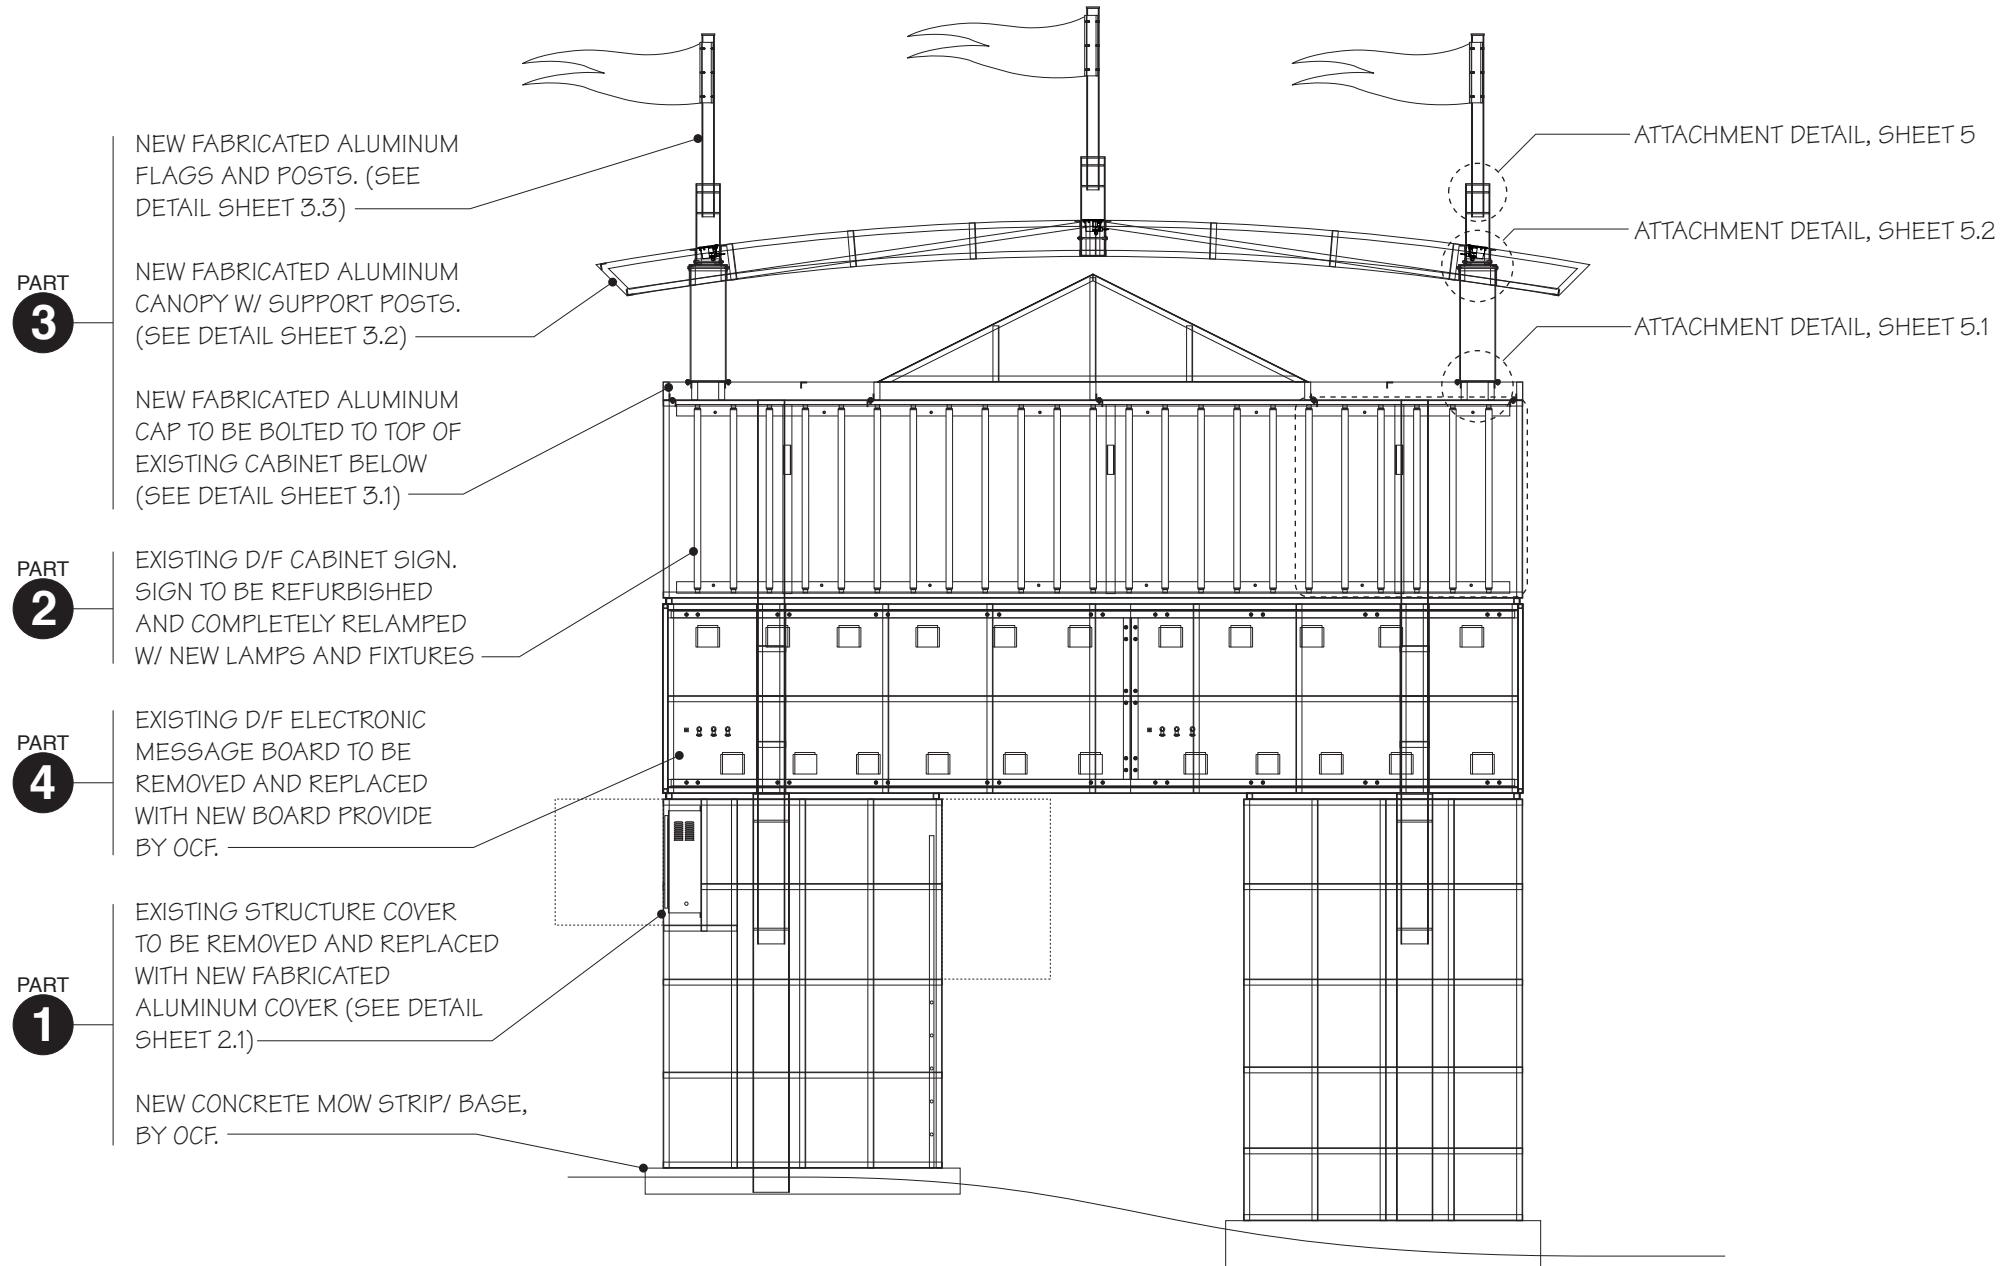 PART
3
NEW FABRICATED ALUMINUM
FLAGS AND POSTS. (SEE
DETAIL SHEET 3.3)
NEW FABRICATED ALUMINUM
CANOPY W/ SUPPORT POSTS.
(SEE DETAIL SHEET 3.2)
NEW FABRICATED ALUMINUM
CAP TO BE BOLTED TO TOP OF
EXISTING CABINET BELOW
(SEE DETAIL SHEET 3.1)
PART
2
EXISTING D/F CABINET SIGN.
SIGN TO BE REFURBISHED
AND COMPLETELY RELAMPED
W/ NEW LAMPS AND FIXTURES
PART
4
EXISTING D/F ELECTRONIC
MESSAGE BOARD TO BE
REMOVED AND REPLACED
WITH NEW BOARD PROVIDE
BY OCF.
PART
1
EXISTING STRUCTURE COVER
TO BE REMOVED AND REPLACED
WITH NEW FABRICATED
ALUMINUM COVER (SEE DETAIL
SHEET 2.1)
NEW CONCRETE MOW STRIP/ BASE,
BY OCF.
ATTACHMENT DETAIL, SHEET 5
ATTACHMENT DETAIL, SHEET 5.2
ATTACHMENT DETAIL, SHEET 5.1